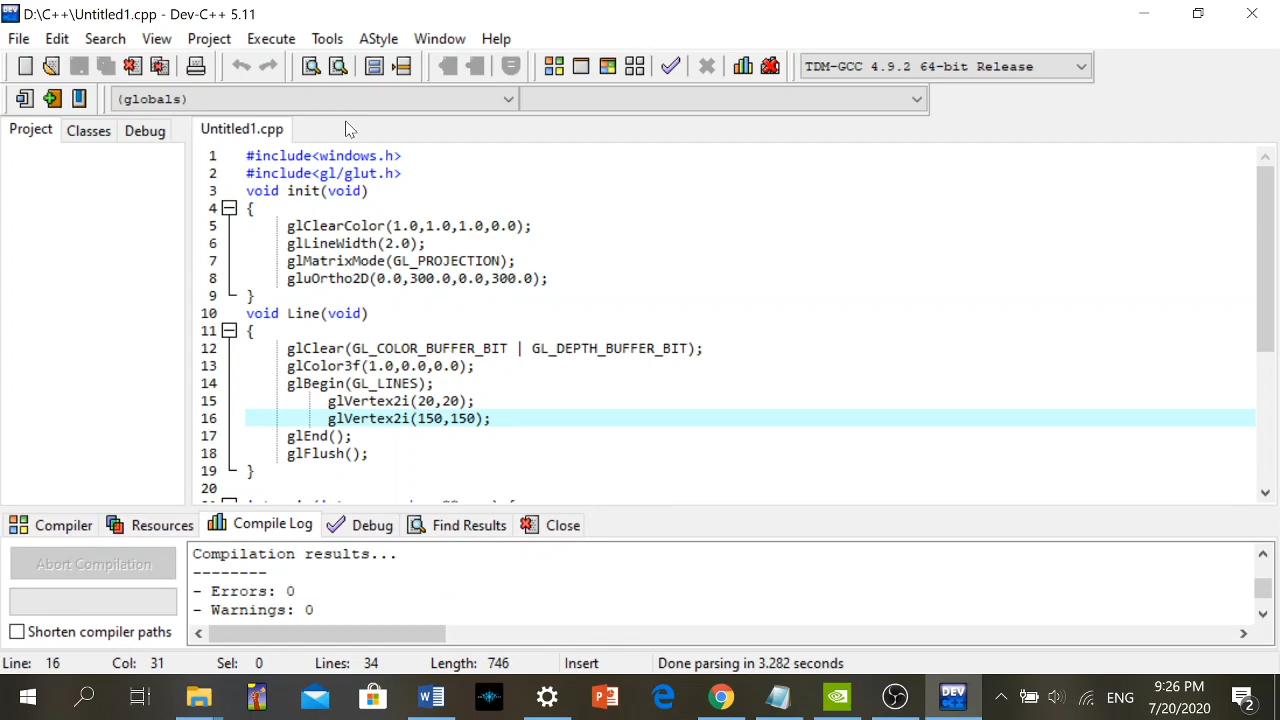 D:\C++\Untitled1.cpp - Dev-C++ 5.11
File Edit Search View Project Execute Tools AStyle Window Help
TDM-GCC 4.9.2 64-bit Release
(globals)
Project Classes Debug Untitled1.cpp
1 #include<windows.h>
2 #include<gl/glut.h>
3 void init(void)
4 {
5 glClearColor(1.0,1.0,1.0,0.0);
6 glLineWidth(2.0);
7 glMatrixMode(GL_PROJECTION);
8 gluOrtho2D(0.0,300.0,0.0,300.0);
9 }
10 void Line(void)
11 {
12 glClear(GL_COLOR_BUFFER_BIT | GL_DEPTH_BUFFER_BIT);
13 glColor3f(1.0,0.0,0.0);
14 glBegin(GL_LINES);
15 glVertex2i(20,20);
16 glVertex2i(150,150);
17 glEnd();
18 glFlush();
19 }
20
Compiler Resources Compile Log Debug Find Results Close
Abort Compilation
Shorten compiler paths
Compilation results...
--------
- Errors: 0
- Warnings: 0
Line: 16 Col: 31 Sel: 0 Lines: 34 Length: 746 Insert Done parsing in 3.282 seconds
DEV C++
ENG
9:26 PM
7/20/2020
2